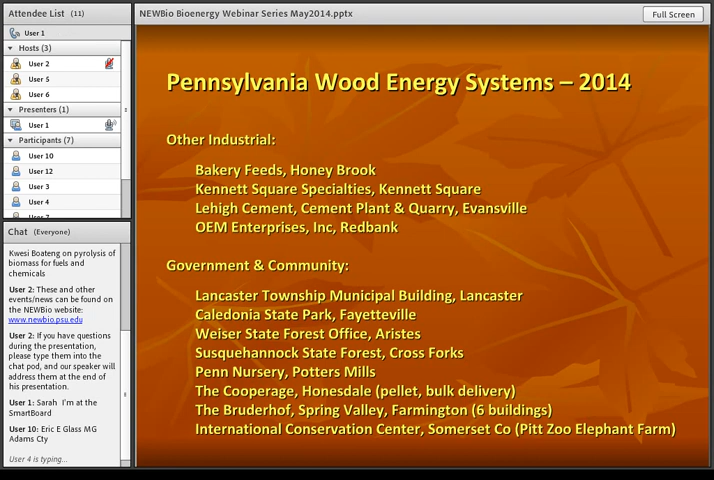 Attendee List (11)
User 1
Hosts (3)
User 2
User 5
User 6
Presenters (1)
User 1
Participants (7)
User 10
User 12
User 3
User 4
Chat (Everyone)
Kwesi Boateng on pyrolysis of
biomass for fuels and
chemicals
User 2: These and other
events/news can be found on
the NEWBio website:
www.newbio.psu.edu
User 2: If you have questions
during the presentation,
please type them into the
chat pod, and our speaker will
address them at the end of
his presentation.
User 1: Sarah I'm at the
SmartBoard
User 10: Eric E Glass MG
Adams Cty
User 4 is typing...
NEWBio Bioenergy Webinar Series May2014.pptx
Full Screen
Pennsylvania Wood Energy Systems – 2014
Other Industrial:
Bakery Feeds, Honey Brook
Kennett Square Specialties, Kennett Square
Lehigh Cement, Cement Plant & Quarry, Evansville
OEM Enterprises, Inc, Redbank
Government & Community:
Lancaster Township Municipal Building, Lancaster
Caledonia State Park, Fayetteville
Weiser State Forest Office, Aristes
Susquehannock State Forest, Cross Forks
Penn Nursery, Potters Mills
The Cooperage, Honesdale (pellet, bulk delivery)
The Bruderhof, Spring Valley, Farmington (6 buildings)
International Conservation Center, Somerset Co (Pitt Zoo Elephant Farm)